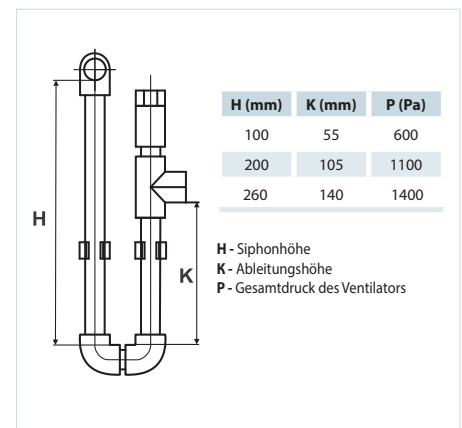 H
K
H (mm) K (mm) P (Pa)
100 55 600
200 105 1100
260 140 1400
H - Siphonhöhe
K - Ableitungshöhe
P - Gesamtdruck des Ventilators